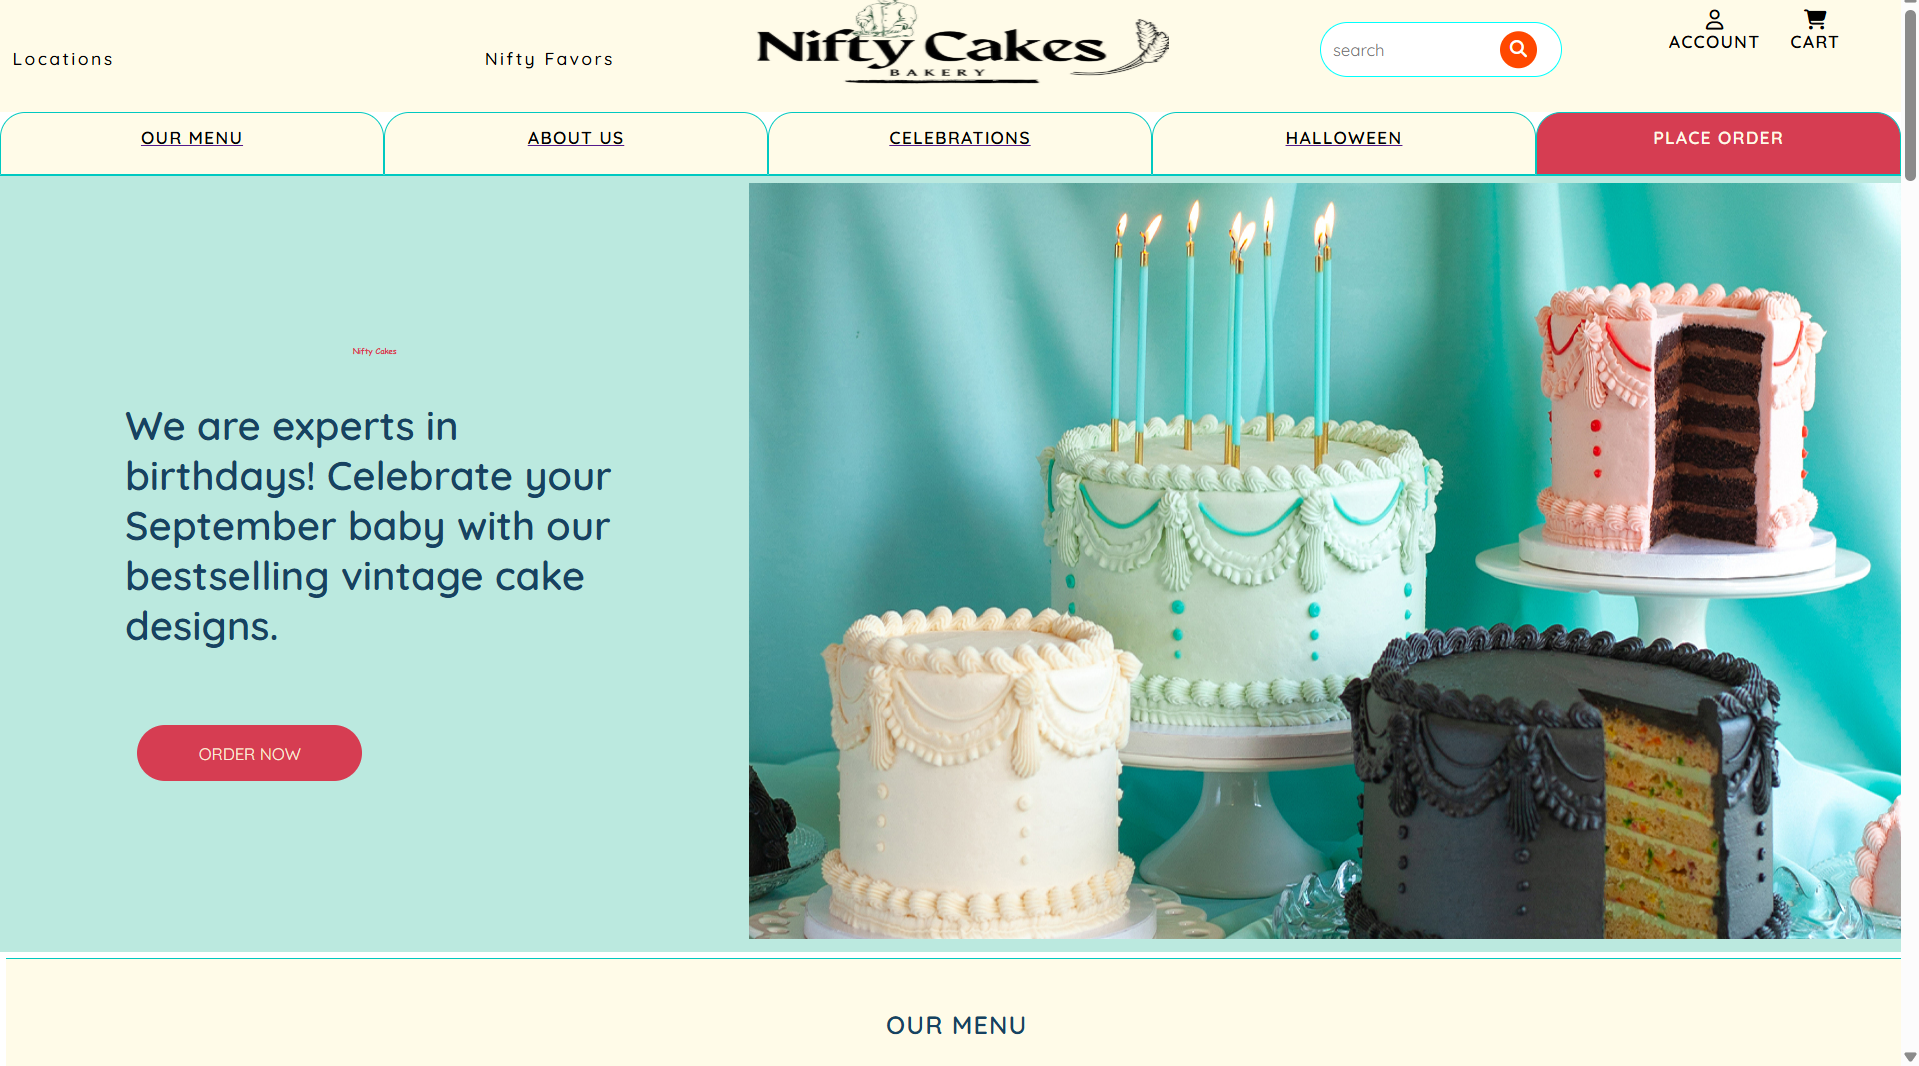 Locations
Nifty Favors
Nifty Cakes
BAKERY
search
ACCOUNT
CART
OUR MENU
ABOUT US
CELEBRATIONS
HALLOWEEN
PLACE ORDER
Nifty Cakes
We are experts in
birthdays! Celebrate your
September baby with our
bestselling vintage cake
designs.
ORDER NOW
OUR MENU